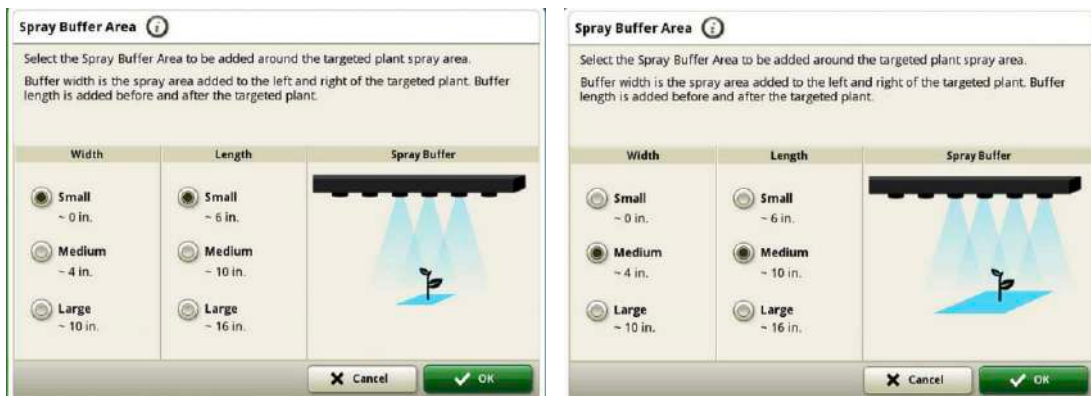 Spray Buffer Area
Select the Spray Buffer Area to be added around the targeted plant spray area.
Buffer width is the spray area added to the left and right of the targeted plant. Buffer
length is added before and after the targeted plant.
Width
Length
Spray Buffer
Small
~ 0 in.
Small
~ 6 in.
Medium
~ 4 in.
Medium
~ 10 in.
Large
~ 10 in.
Large
~ 16 in.
Cancel
OK
Spray Buffer Area
Select the Spray Buffer Area to be added around the targeted plant spray area.
Buffer width is the spray area added to the left and right of the targeted plant. Buffer
length is added before and after the targeted plant.
Width
Length
Spray Buffer
Small
~ 0 in.
Small
~ 6 in.
Medium
~ 4 in.
Medium
~ 10 in.
Large
~ 10 in.
Large
~ 16 in.
Cancel
OK